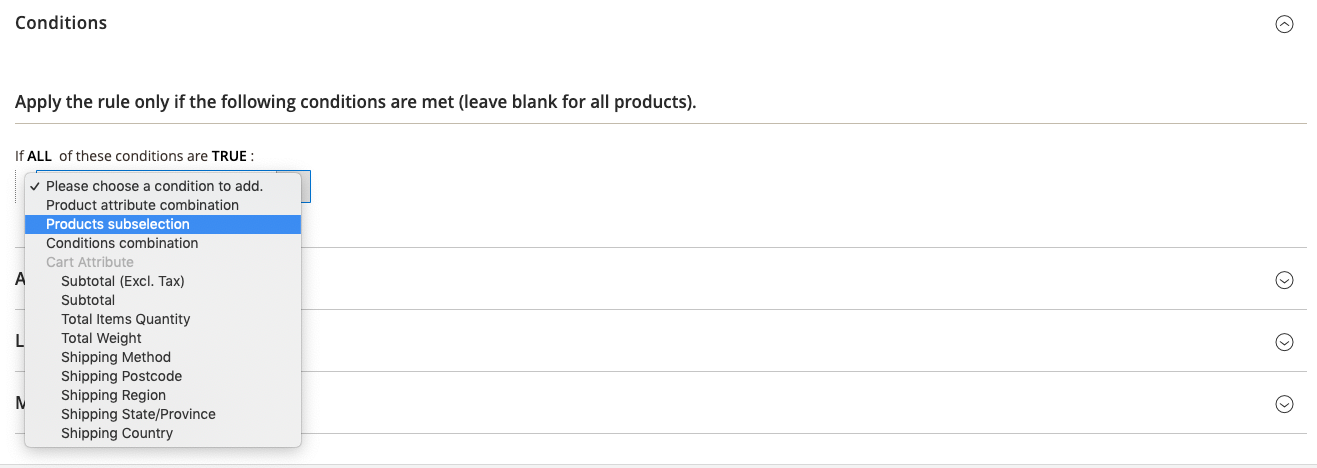 Conditions
Apply the rule only if the following conditions are met (leave blank for all products).
If ALL of these conditions are TRUE :
✓ Please choose a condition to add.
Product attribute combination
Products subselection
Conditions combination
Cart Attribute
Subtotal (Excl. Tax)
Subtotal
Total Items Quantity
Total Weight
Shipping Method
Shipping Postcode
Shipping Region
Shipping State/Province
Shipping Country